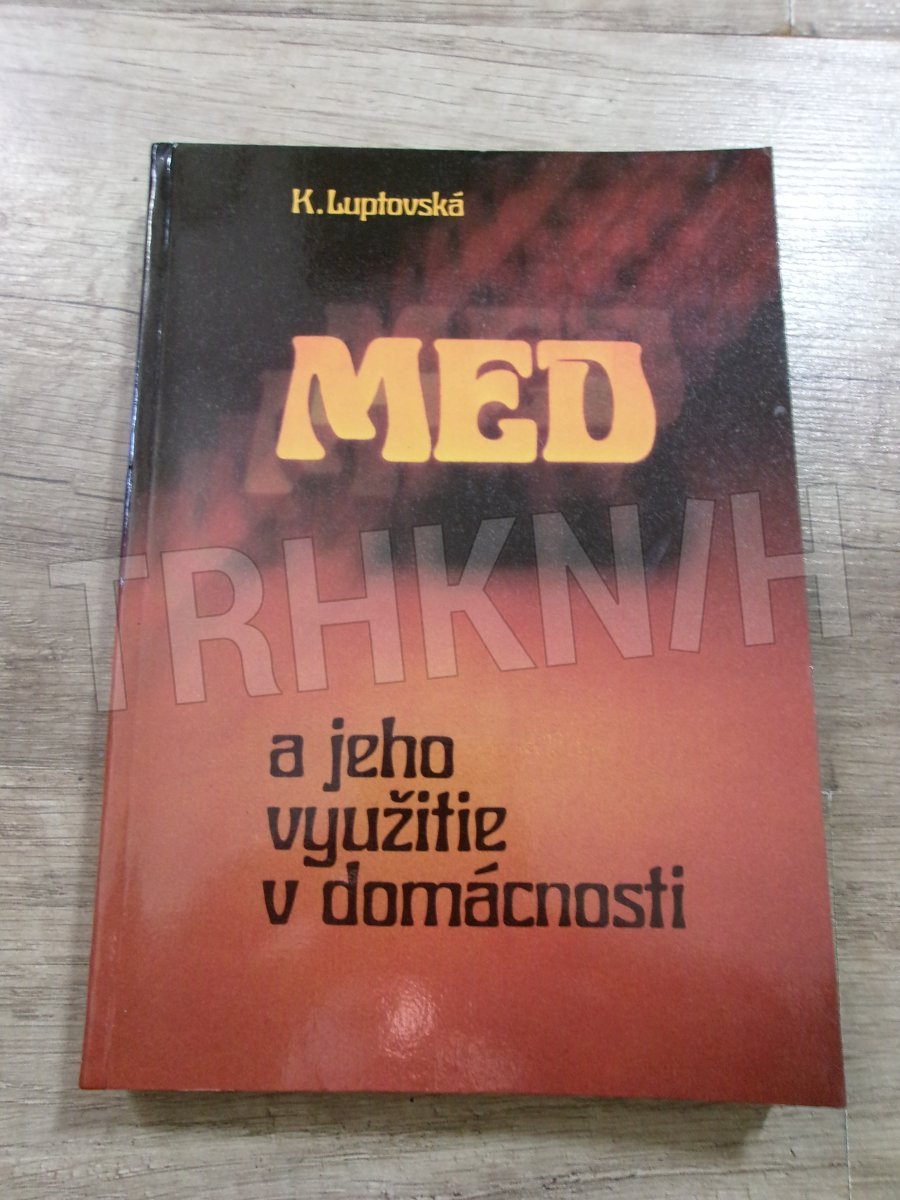 K. Luptovská
MED
TRHKNIH
a jeho
využitie
v domácnosti